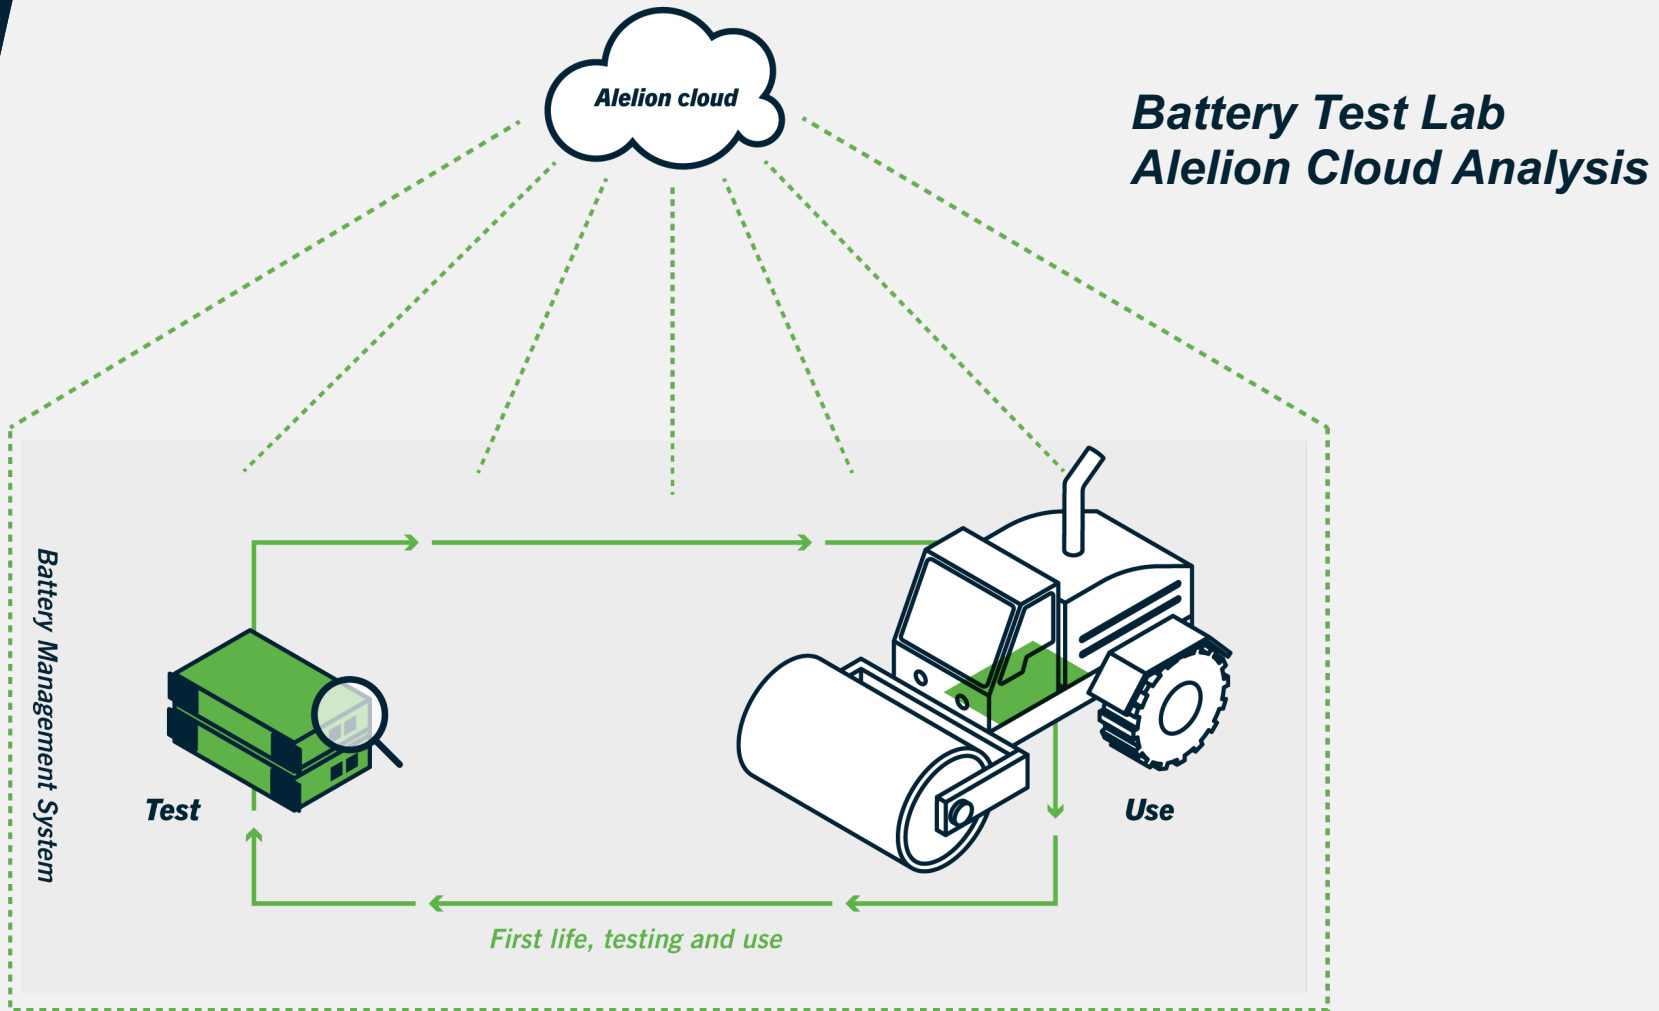 Alelion cloud
Battery Test Lab
Alelion Cloud Analysis
Battery Management System
Test
Use
First life, testing and use